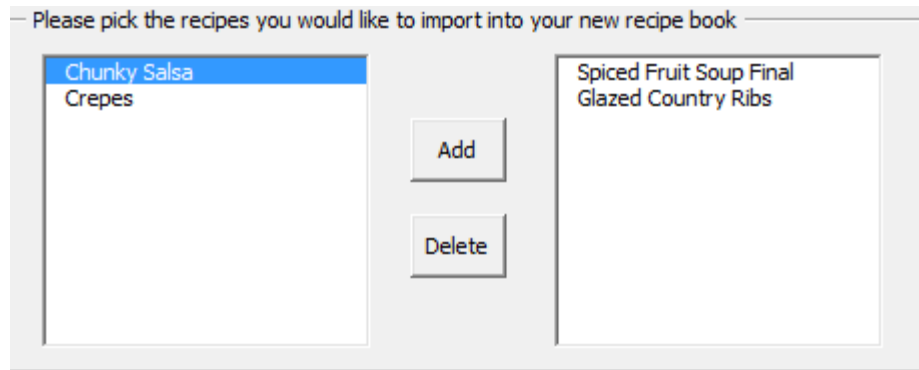 Please pick the recipes you would like to import into your new recipe book
Chunky Salsa
Crepes
Add
Delete
Spiced Fruit Soup Final
Glazed Country Ribs